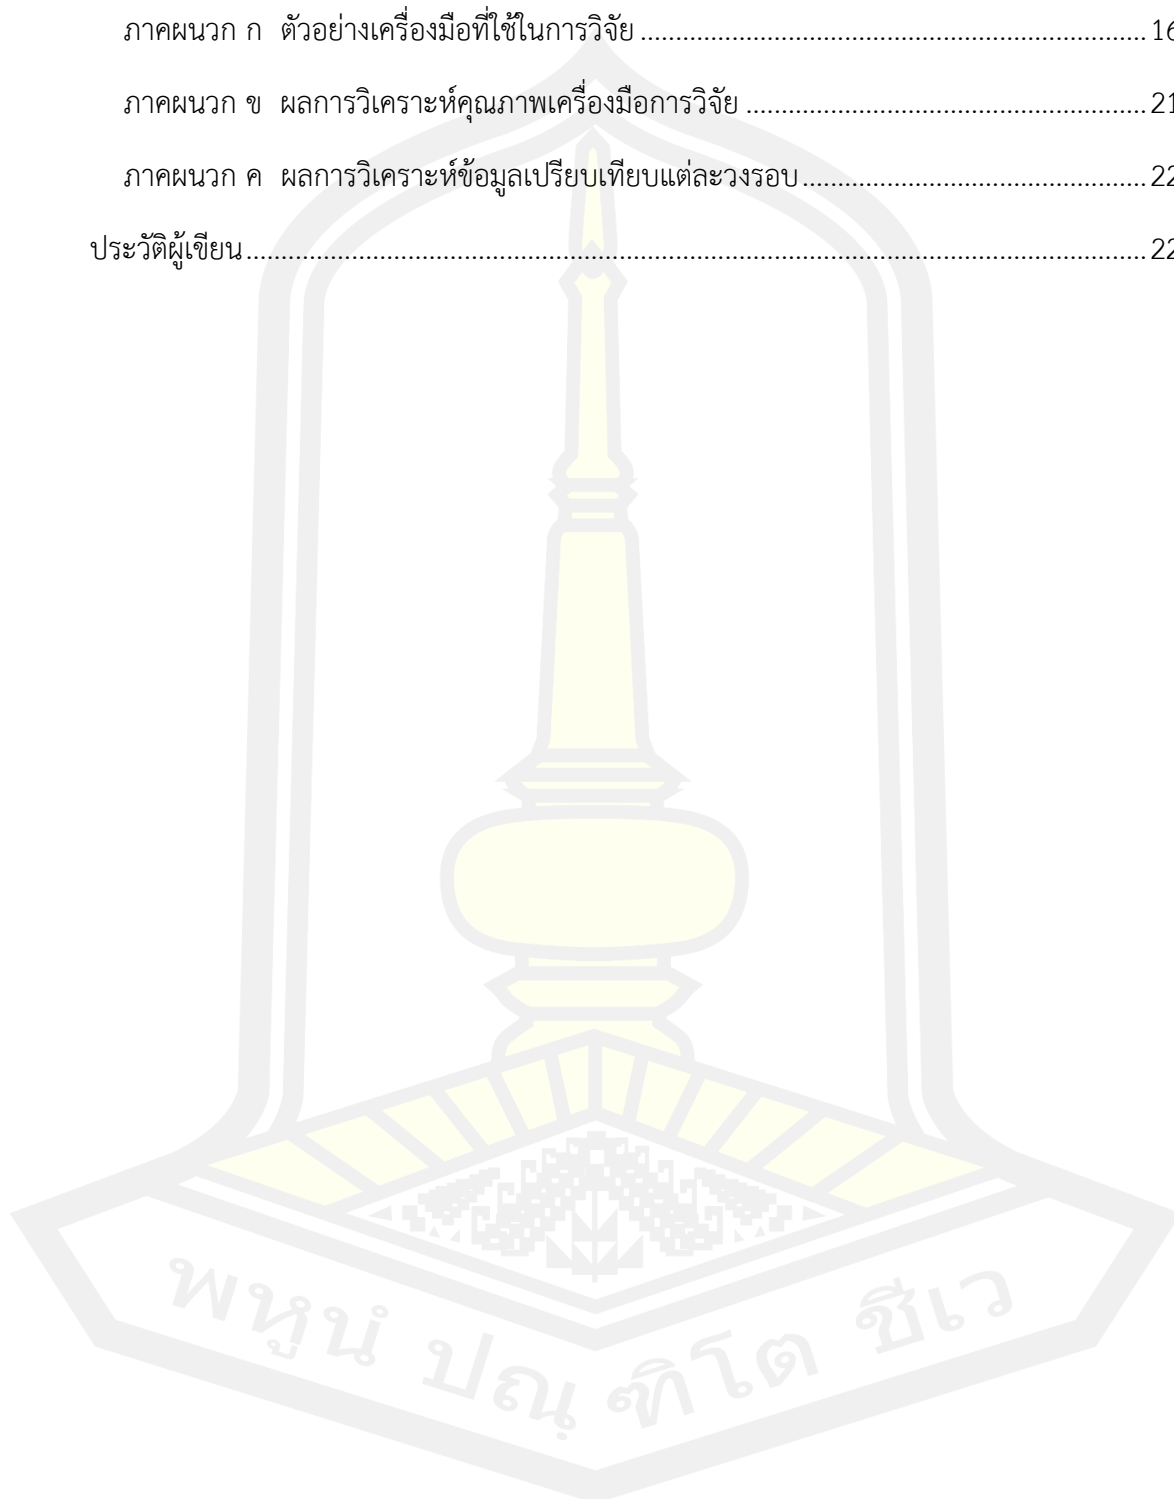 ภาคผนวก ก ตัวอย่างเครื่องมือที่ใช้ในการวิจัย ............................................................ 16
ภาคผนวก ข ผลการวิเคราะห์คุณภาพเครื่องมือการวิจัย ............................................... 21
ภาคผนวก ค ผลการวิเคราะห์ข้อมูลเปรียบเทียบแต่ละวงรอบ ........................................ 22
ประวัติผู้เขียน ........................................................................................................ 22
พหูนํ ปณฺ ฑิโต ชีเว